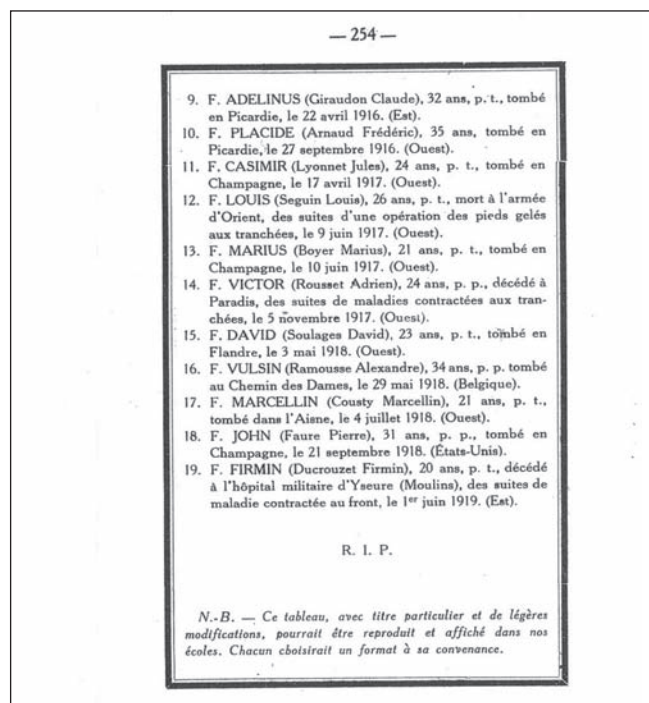 — 254 —
9. F. ADELINUS (Giraudon Claude), 32 ans, p. t., tombé
en Picardie, le 22 avril 1916. (Est).
10. F. PLACIDE (Arnaud Frédéric), 35 ans, tombé en
Picardie, le 27 septembre 1916. (Ouest).
11. F. CASIMIR (Lyonnet Jules), 24 ans, p. t., tombé en
Champagne, le 17 avril 1917. (Ouest).
12. F. LOUIS (Seguin Louis), 26 ans, p. t., mort à l'armée
d'Orient, des suites d'une opération des pieds gelés
aux tranchées, le 9 juin 1917. (Ouest).
13. F. MARIUS (Boyer Marius), 21 ans, p. t., tombé en
Champagne, le 10 juin 1917. (Ouest).
14. F. VICTOR (Rousset Adrien), 24 ans, p. p., décédé à
Paradis, des suites de maladies contractées aux tran-
chées, le 5 novembre 1917. (Ouest).
15. F. DAVID (Soulages David), 23 ans, p. t., tombé en
Flandre, le 3 mai 1918. (Ouest).
16. F. VULSIN (Ramousse Alexandre), 34 ans, p. p. tombé
au Chemin des Dames, le 29 mai 1918. (Belgique).
17. F. MARCELLIN (Cousty Marcellin), 21 ans, p. t.,
tombé dans l'Aisne, le 4 juillet 1918. (Ouest).
18. F. JOHN (Faure Pierre), 31 ans, p. p., tombé en
Champagne, le 21 septembre 1918. (États-Unis).
19. F. FIRMIN (Ducrouzet Firmin), 20 ans, p. t., décédé
à l'hôpital militaire d'Yseure (Moulins), des suites de
maladie contractée au front, le 1er juin 1919. (Est).
R. I. P.
N.-B. — Ce tableau, avec titre particulier et de légères
modifications, pourrait être reproduit et affiché dans nos
écoles. Chacun choisirait un format à sa convenance.